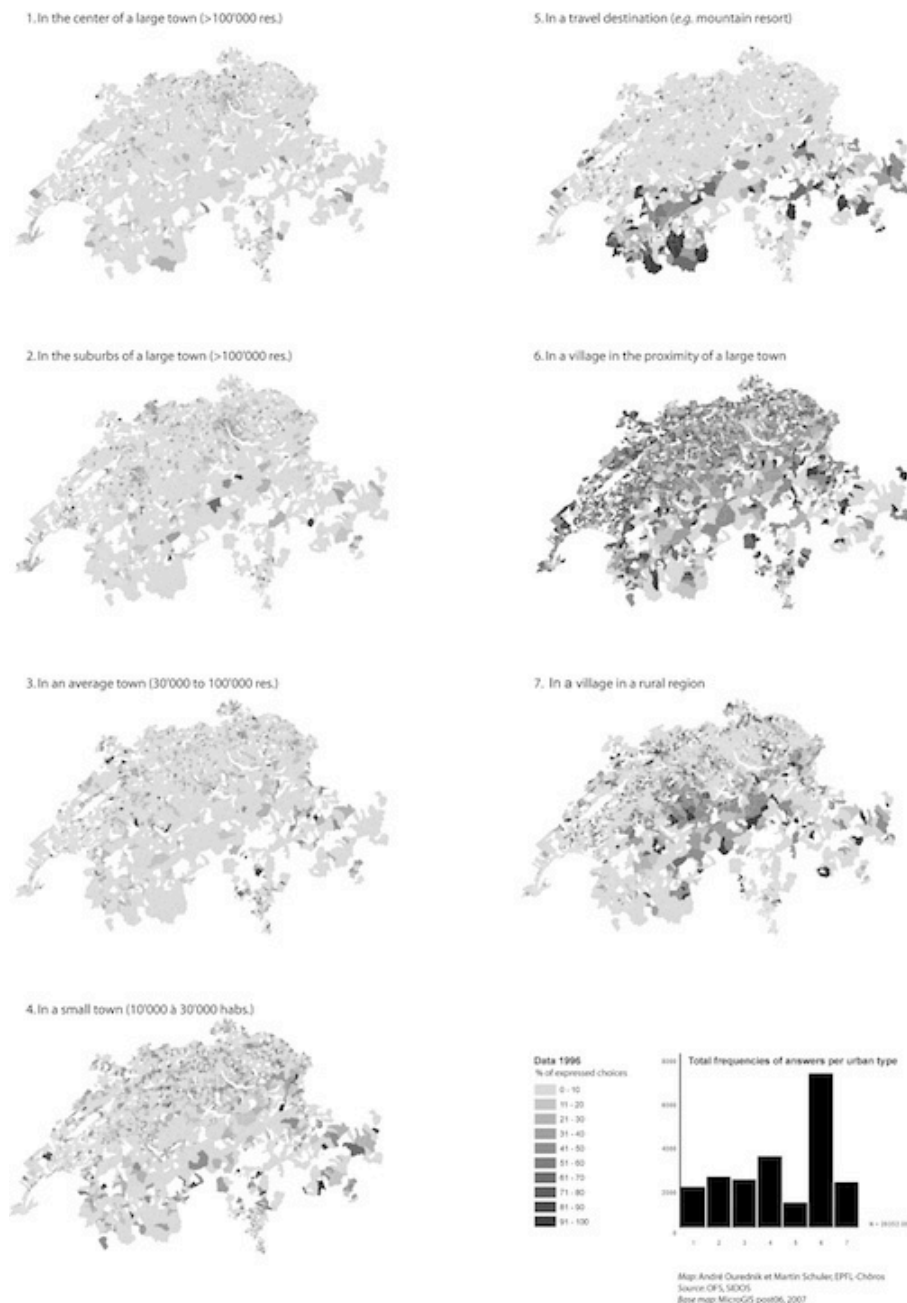 1. In the center of a large town (>100'000 res.)
5. In a travel destination (e.g. mountain resort)
2. In the suburbs of a large town (>100'000 res.)
6. In a village in the proximity of a large town
3. In an average town (30'000 to 100'000 res.)
7. In a village in a rural region
4. In a small town (10'000 à 30'000 habs.)
Data 1996
% of expressed choices
0 - 10
11 - 20
21 - 30
31 - 40
41 - 50
51 - 60
61 - 70
71 - 80
81 - 90
91 - 100
Total frequencies of answers per urban type
8000
6000
4000
2000
0
1 2 3 4 5 6 7
Map: André Ourednik et Martin Schuler, EPFL-Chôros
Source: OFS, SIDOS
Base map: MicroGIS post06, 2007